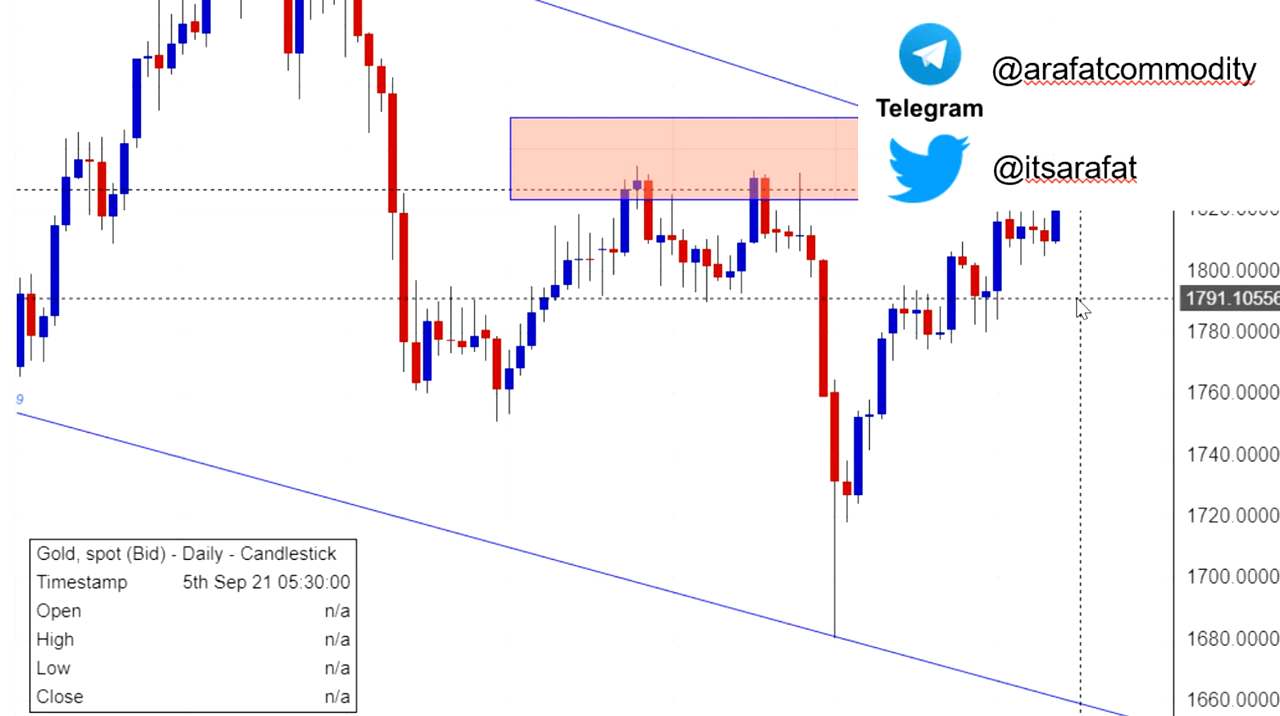 @arafatcommodity
Telegram
@itsarafat
1820.0000
1800.0000
1791.10556
1780.0000
1760.0000
1740.0000
1720.0000
1700.0000
1680.0000
1660.0000
9
Gold, spot (Bid) - Daily - Candlestick
Timestamp 5th Sep 21 05:30:00
Open n/a
High n/a
Low n/a
Close n/a